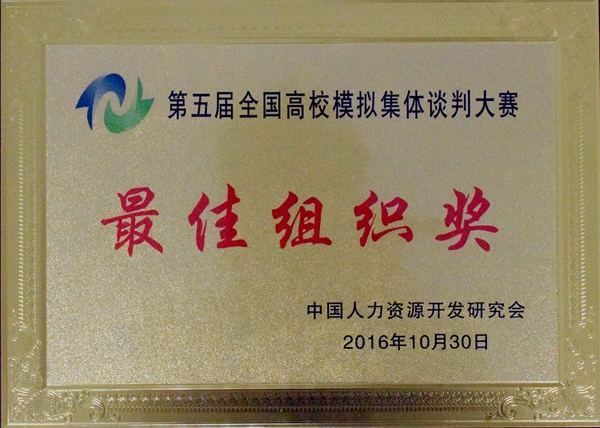 第五届全国高校模拟集体谈判大赛
最佳组织奖
中国人力资源开发研究会
2016年10月30日